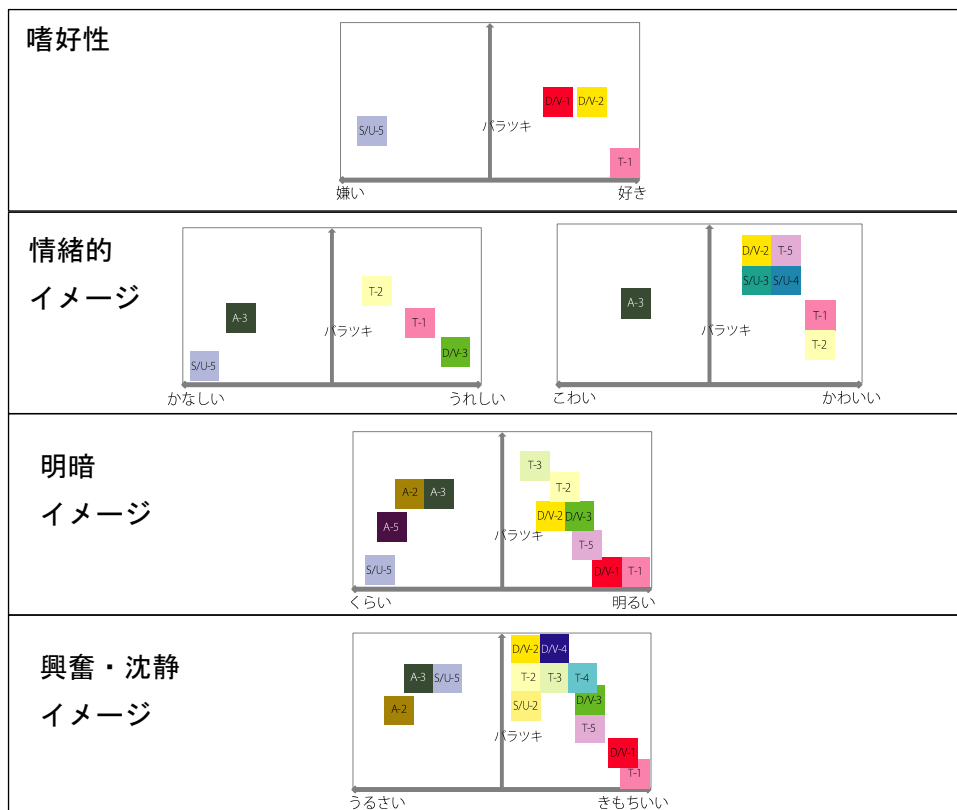 嗜好性
D/V-1
D/V-2
バラツキ
S/U-5
T-1
嫌い
好き
情緒的
イメージ
T-2
A-3
T-1
バラツキ
D/V-3
S/U-5
かなしい
うれしい
D/V-2
T-5
S/U-3
S/U-4
A-3
T-1
バラツキ
T-2
こわい
かわいい
明暗
イメージ
T-3
T-2
A-2
A-3
D/V-2
D/V-3
A-5
バラツキ
T-5
S/U-5
D/V-1
T-1
くらい
明るい
興奮・沈静
イメージ
D/V-2
D/V-4
A-3
S/U-5
T-2
T-3
T-4
A-2
S/U-2
D/V-3
バラツキ
T-5
D/V-1
T-1
うるさい
きもちいい